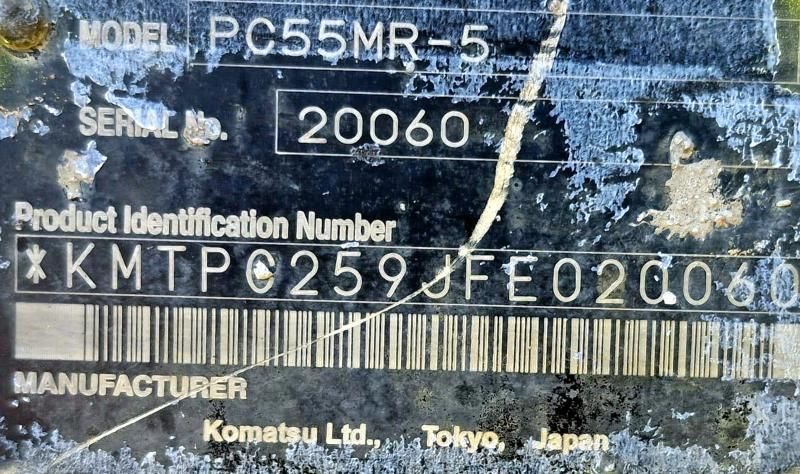 MODEL PC55MR-5
SERIAL No. 20060
Product Identification Number
*KMTPC259JFE020060
MANUFACTURER
Komatsu Ltd., Tokyo, Japan